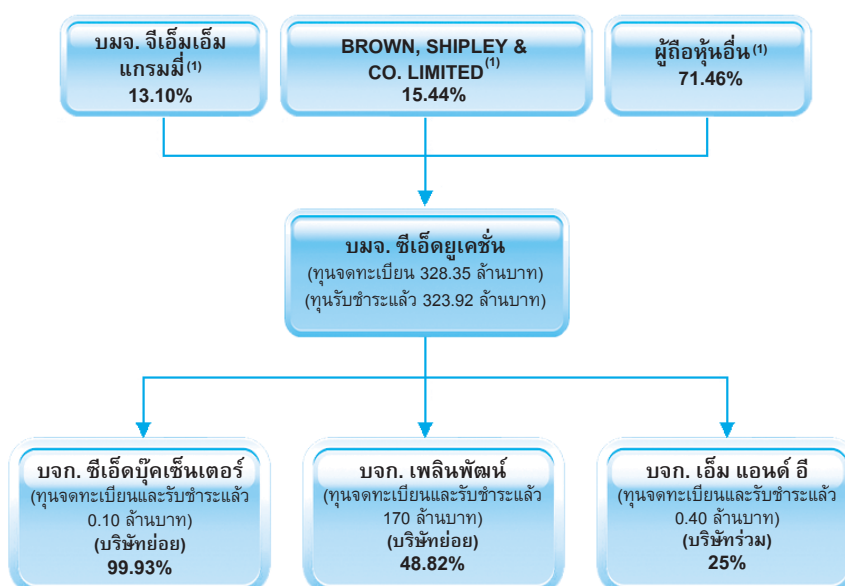 บมจ. จีเอ็มเอ็ม
แกรมมี่(1)
13.10%
BROWN, SHIPLEY &
CO. LIMITED(1)
15.44%
ผู้ถือหุ้นอื่น(1)
71.46%
บมจ. ซีเอ็ดยูเคชั่น
(ทุนจดทะเบียน 328.35 ล้านบาท)
(ทุนรับชำระแล้ว 323.92 ล้านบาท)
บจก. ซีเอ็ดบุ๊คเซ็นเตอร์
(ทุนจดทะเบียนและรับชำระแล้ว
0.10 ล้านบาท)
(บริษัทย่อย)
99.93%
บจก. เพลินพัฒน์
(ทุนจดทะเบียนและรับชำระแล้ว
170 ล้านบาท)
(บริษัทย่อย)
48.82%
บจก. เอ็ม แอนด์ อี
(ทุนจดทะเบียนและรับชำระแล้ว
0.40 ล้านบาท)
(บริษัทร่วม)
25%